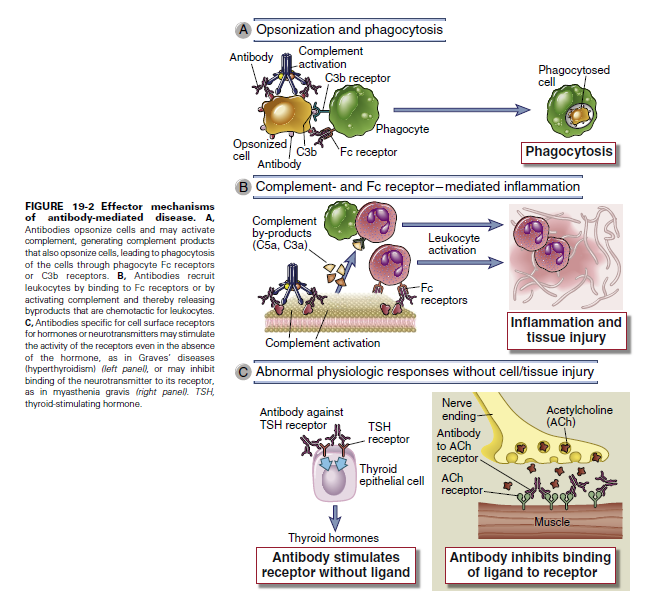 A Opsonization and phagocytosis
Antibody
Complement
activation
C3b receptor
Phagocytosed
cell
Phagocyte
Opsonized
cell
C3b
Fc receptor
Antibody
Phagocytosis
FIGURE 19-2 Effector mechanisms
of antibody-mediated disease. A,
Antibodies opsonize cells and may activate
complement, generating complement products
that also opsonize cells, leading to phagocytosis
of the cells through phagocyte Fc receptors
or C3b receptors. B, Antibodies recruit
leukocytes by binding to Fc receptors or by
activating complement and thereby releasing
byproducts that are chemotactic for leukocytes.
C, Antibodies specific for cell surface receptors
for hormones or neurotransmitters may stimulate
the activity of the receptors even in the absence
of the hormone, as in Graves' diseases
(hyperthyroidism) (left panel), or may inhibit
binding of the neurotransmitter to its receptor,
as in myasthenia gravis (right panel). TSH,
thyroid-stimulating hormone.
B Complement- and Fc receptor–mediated inflammation
Complement
by-products
(C5a, C3a)
Leukocyte
activation
Fc
receptors
Complement activation
Inflammation and
tissue injury
C Abnormal physiologic responses without cell/tissue injury
Antibody against
TSH receptor
TSH
receptor
Thyroid
epithelial cell
Thyroid hormones
Antibody stimulates
receptor without ligand
Nerve
ending
Acetylcholine
(ACh)
Antibody
to ACh
receptor
ACh
receptor
Muscle
Antibody inhibits binding
of ligand to receptor